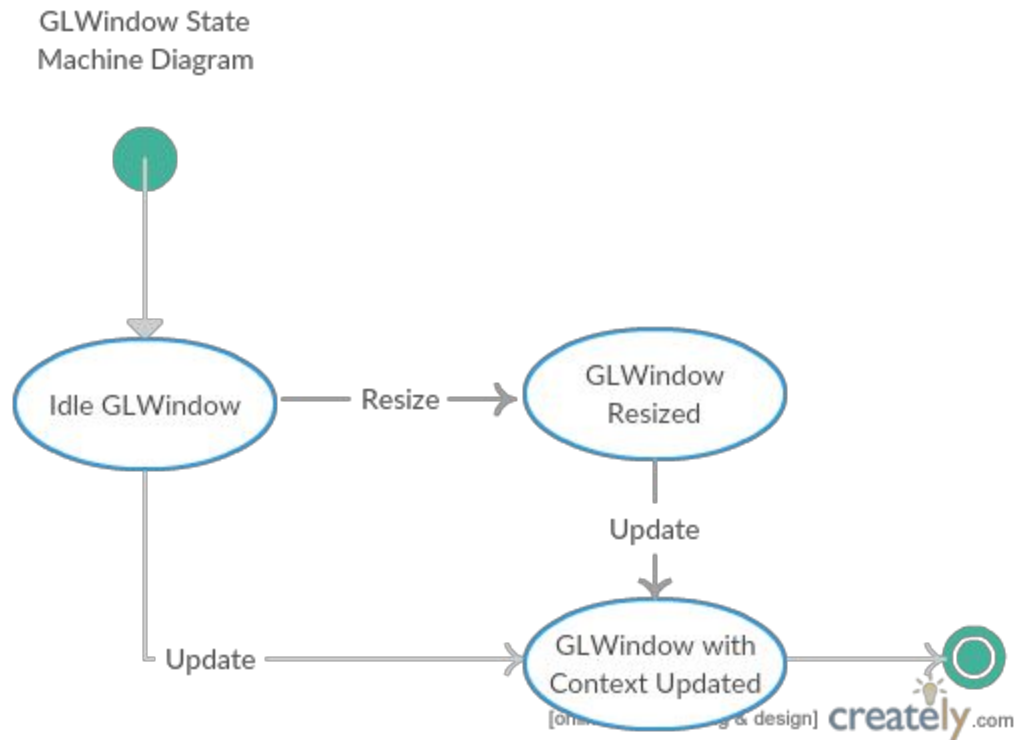 GLWindow State
Machine Diagram
Idle GLWindow
Resize
GLWindow
Resized
Update
Update
GLWindow with
Context Updated
& design]
creately.com